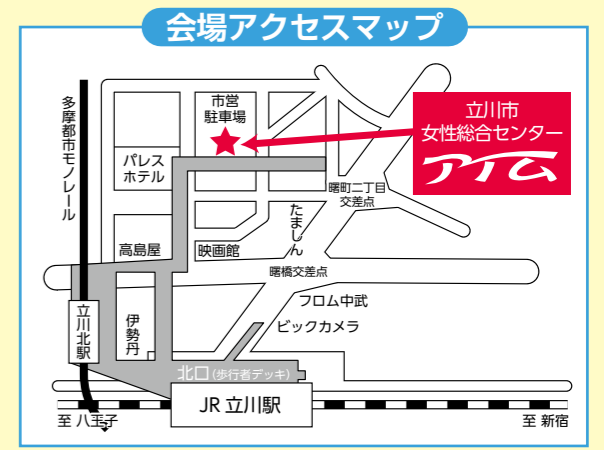 会場アクセスマップ
多摩都市モノレール
市営
駐車場
立川市
女性総合センター
アイム
パレス
ホテル
曙町二丁目
交差点
たましん
高島屋
映画館
曙橋交差点
フロム中武
ビックカメラ
立川北駅
伊勢丹
北口(歩行者デッキ)
JR 立川駅
至 八王子
至 新宿